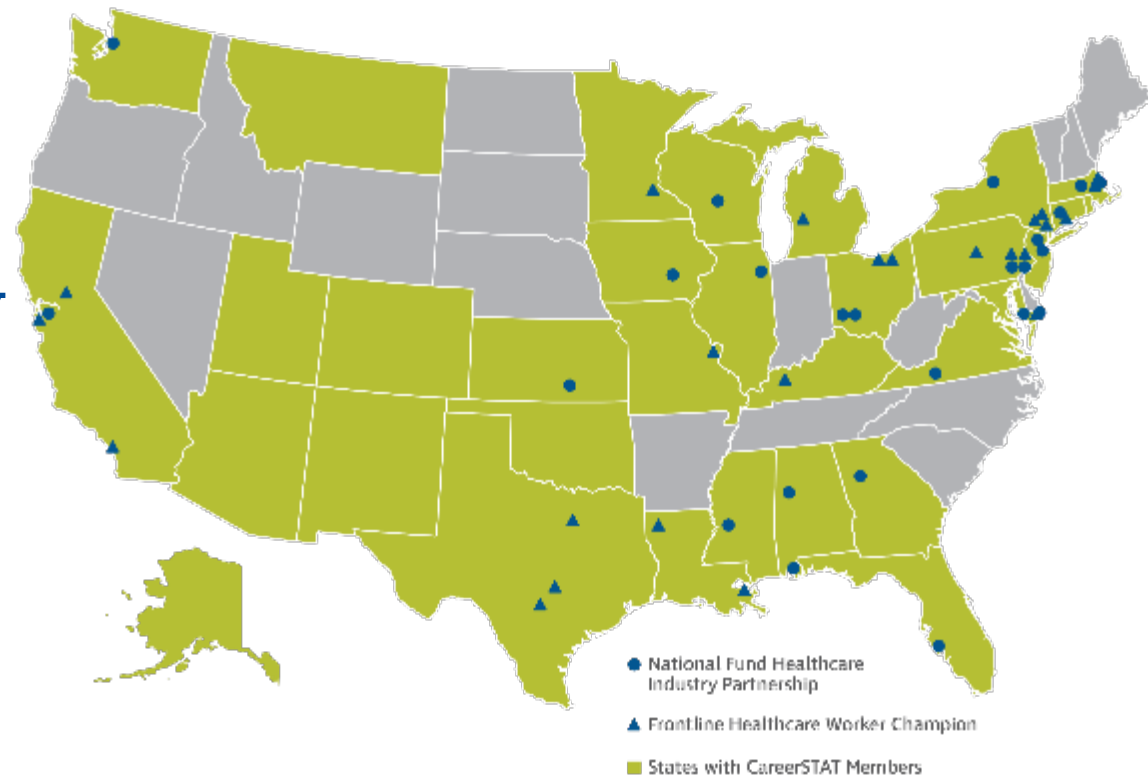 National Fund Healthcare
Industry Partnership
Frontline Healthcare Worker Champion
States with CareerSTAT Members